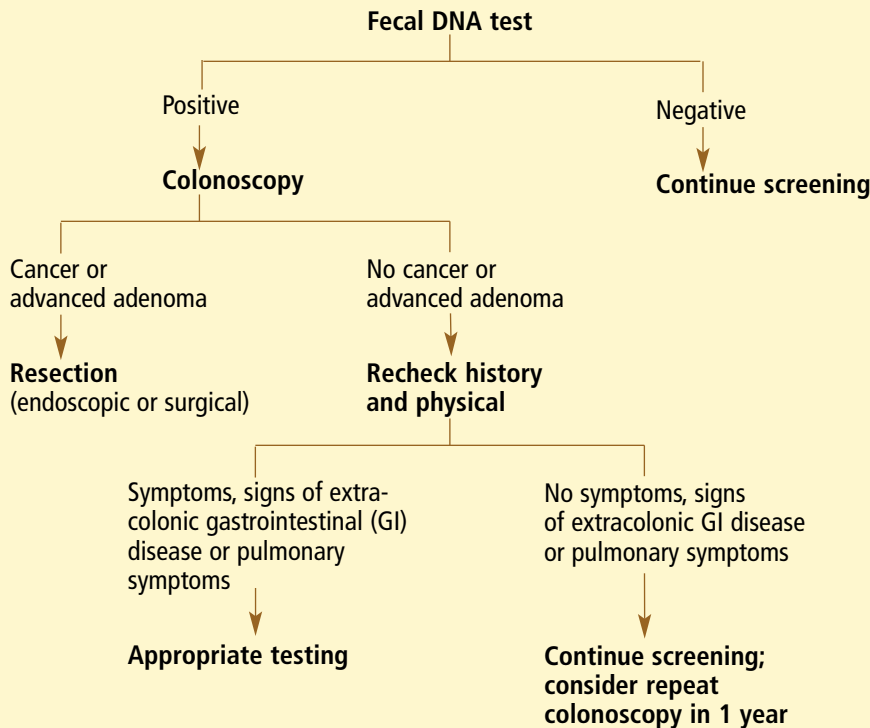 Fecal DNA test
Positive
Negative
Colonoscopy
Continue screening
Cancer or
advanced adenoma
No cancer or
advanced adenoma
Resection
(endoscopic or surgical)
Recheck history
and physical
Symptoms, signs of extra-
colonic gastrointestinal (GI)
disease or pulmonary
symptoms
No symptoms, signs
of extracolonic GI disease
or pulmonary symptoms
Appropriate testing
Continue screening;
consider repeat
colonoscopy in 1 year